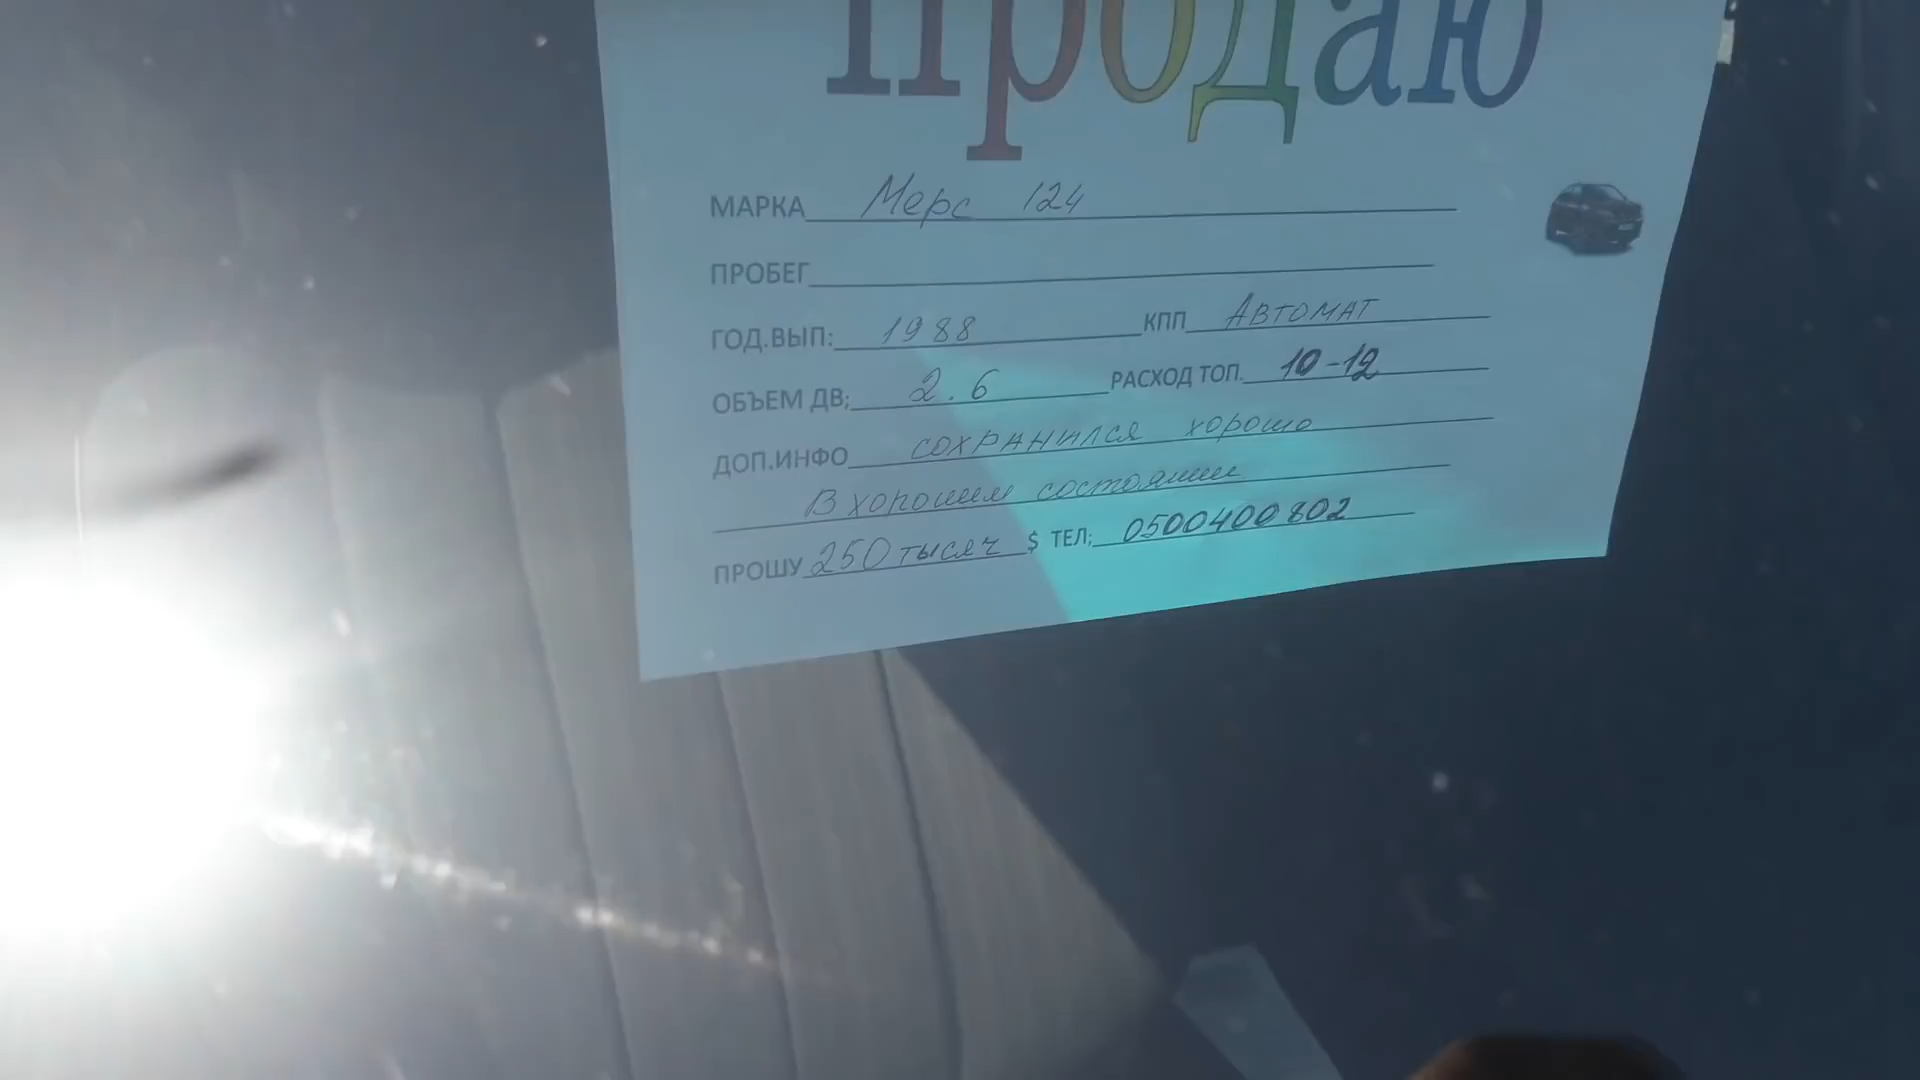 Продаю
МАРКА Мерс 124
ПРОБЕГ
ГОД.ВЫП: 1988 КПП Автомат
ОБЪЕМ ДВ; 2.6 РАСХОД ТОП. 10-12
ДОП.ИНФО сохранился хорошо
В хорошем состоянии
ПРОШУ 250 тысяч $ ТЕЛ; 0500400802